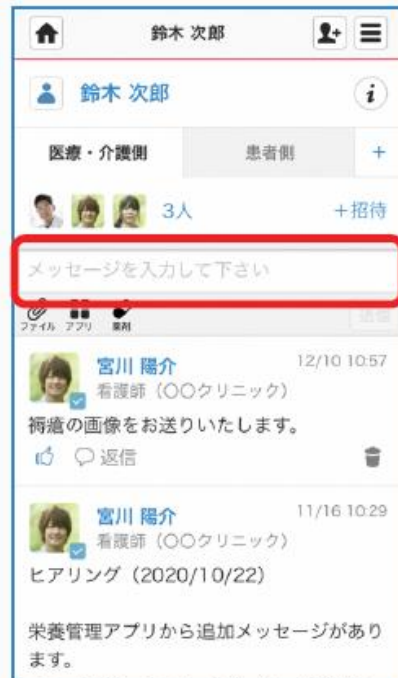 鈴木 次郎
鈴木 次郎
i
医療・介護側 患者側 +
3人 +招待
メッセージを入力して下さい
ファイル アプリ 薬剤 送信
宮川 陽介 12/10 10:57
看護師（〇〇クリニック）
褥瘡の画像をお送りいたします。
返信
宮川 陽介 11/16 10:29
看護師（〇〇クリニック）
ヒアリング（2020/10/22）
栄養管理アプリから追加メッセージがあり
ます。